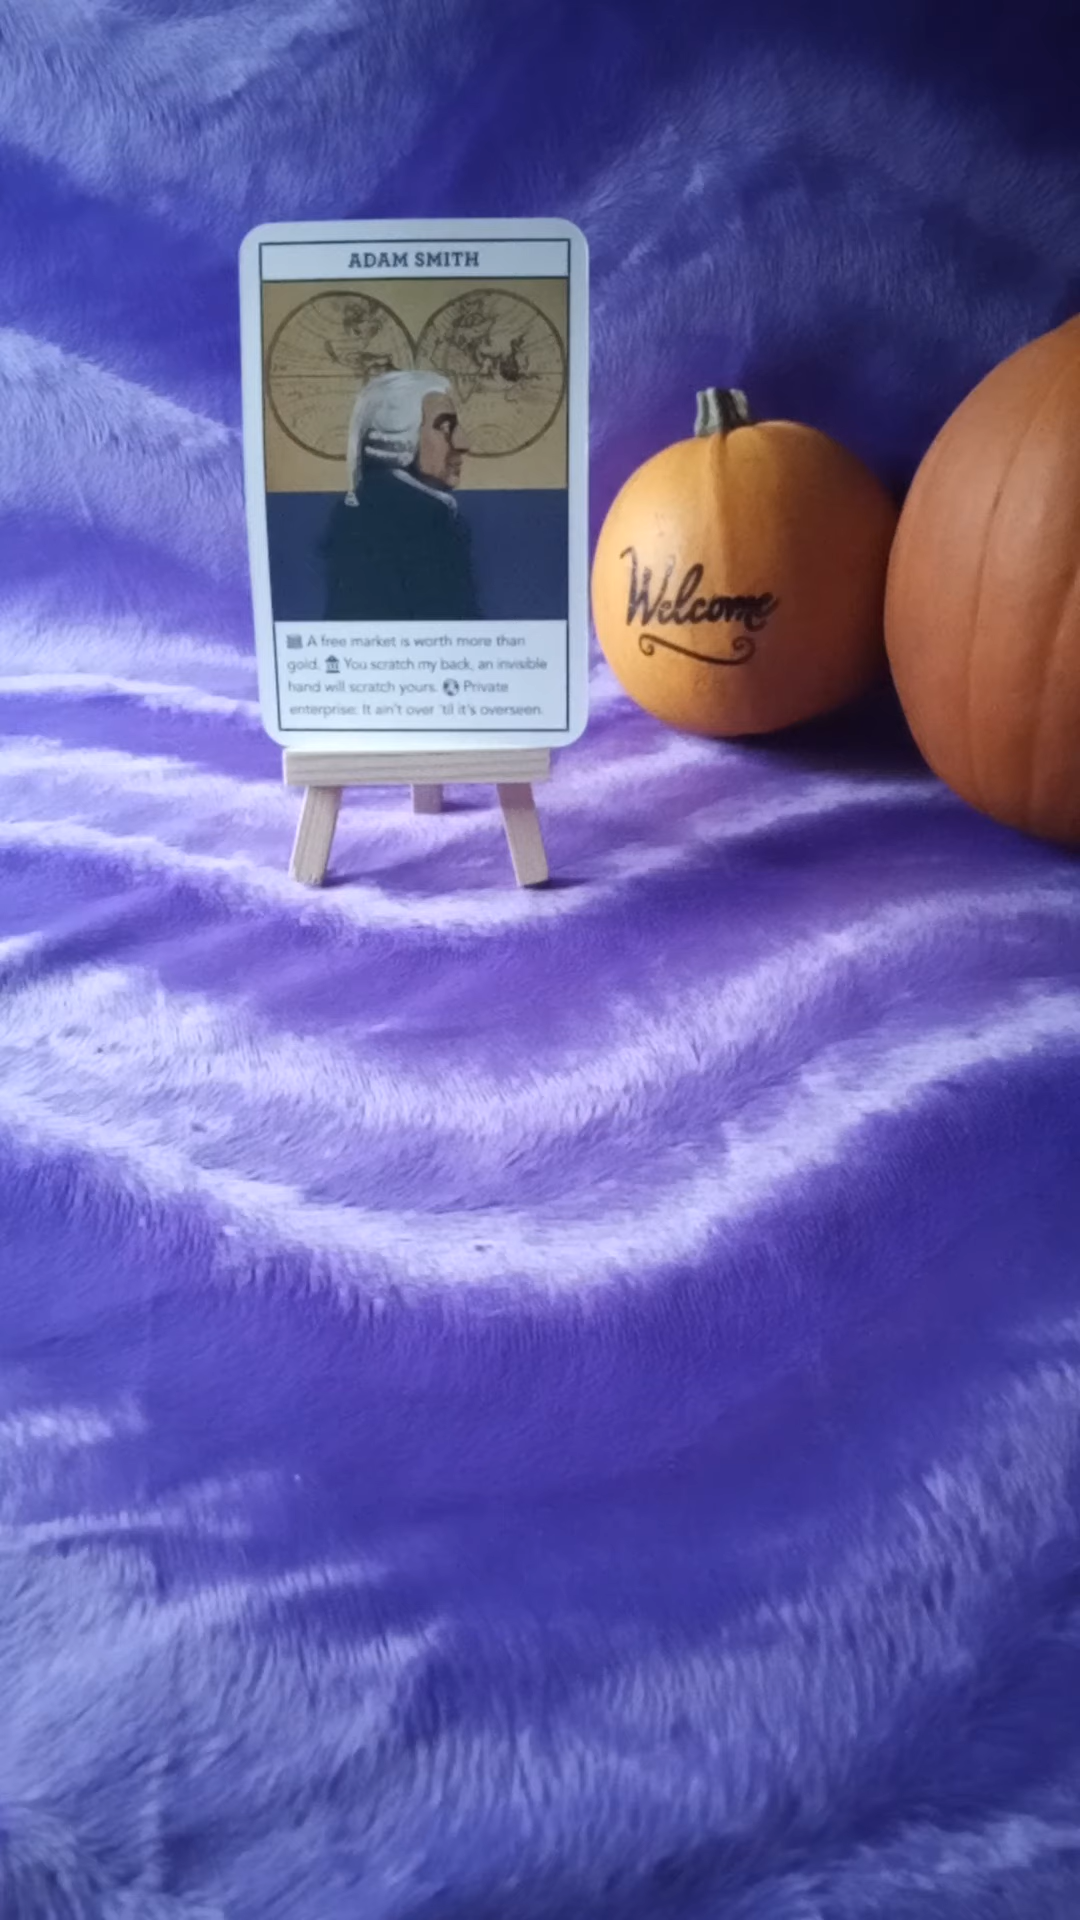 ADAM SMITH
A free market is worth more than
gold. You scratch my back, an invisible
hand will scratch yours. Private
enterprise: It ain't over 'til it's overseen.
Welcome